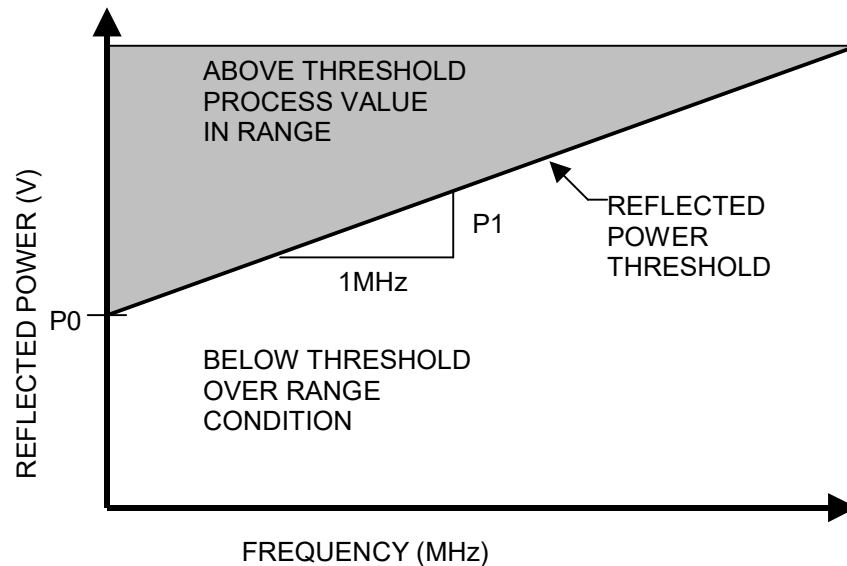 ABOVE THRESHOLD
PROCESS VALUE
IN RANGE
REFLECTED POWER (V)
P1
REFLECTED
POWER
THRESHOLD
1MHz
P0
BELOW THRESHOLD
OVER RANGE
CONDITION
FREQUENCY (MHz)